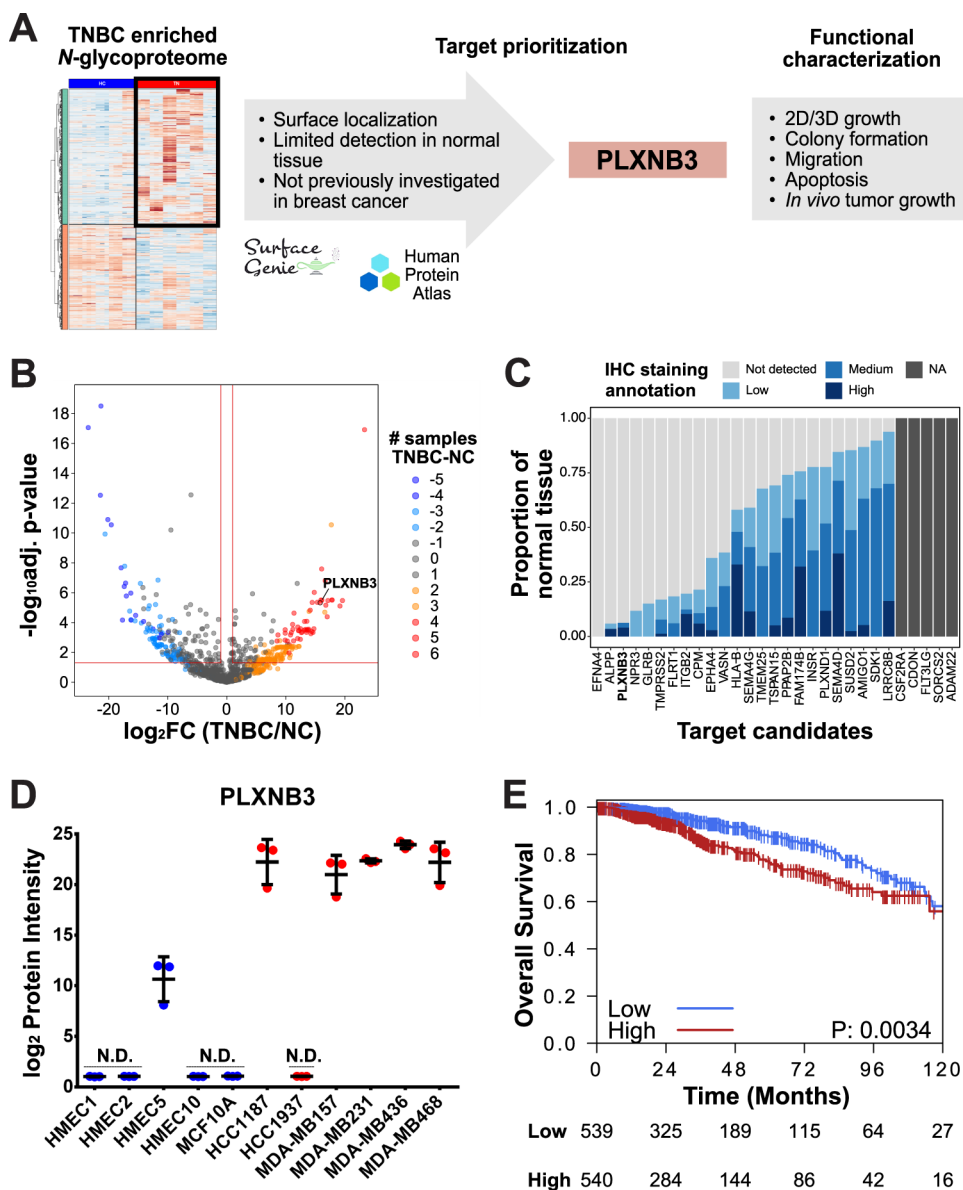 A
TNBC enriched
N-glycoproteome
HC
TN
Target prioritization
• Surface localization
• Limited detection in normal
tissue
• Not previously investigated
in breast cancer
Surface
Genie
Human
Protein
Atlas
PLXNB3
Functional
characterization
• 2D/3D growth
• Colony formation
• Migration
• Apoptosis
• In vivo tumor growth
B
-log₁₀adj. p-value
18
16
14
12
10
8
6
4
2
0
PLXNB3
-20
-10
0
10
20
log₂FC (TNBC/NC)
# samples
TNBC-NC
-5
-4
-3
-2
-1
0
1
2
3
4
5
6
C
IHC staining
annotation
Not detected
Low
Medium
High
NA
Proportion of
normal tissue
1.00
0.75
0.50
0.25
0.00
EFNA4
ALPP
PLXNB3
NPR3
GLRB
TMPRSS2
FLRT1
ITGB2
CPM
EPHA4
VASN
HLA-B
SEMA4G
TMEM25
TSPAN15
PPAP2B
FAM174B
INSR
PLXND1
SEMA4D
SUSD2
AMIGO1
SDK1
LRRC8B
CSF2RA
CDON
FLT3LG
SORCS2
ADAM22
Target candidates
D
PLXNB3
log₂ Protein Intensity
25
20
15
10
5
0
N.D.
N.D.
N.D.
HMEC1
HMEC2
HMEC5
HMEC10
MCF10A
HCC1187
HCC1937
MDA-MB157
MDA-MB231
MDA-MB436
MDA-MB468
E
Overall Survival
1.0
0.8
0.6
0.4
0.2
0.0
Low
High
P: 0.0034
0 24 48 72 96 120
Time (Months)
Low 539 325 189 115 64 27
High 540 284 144 86 42 16